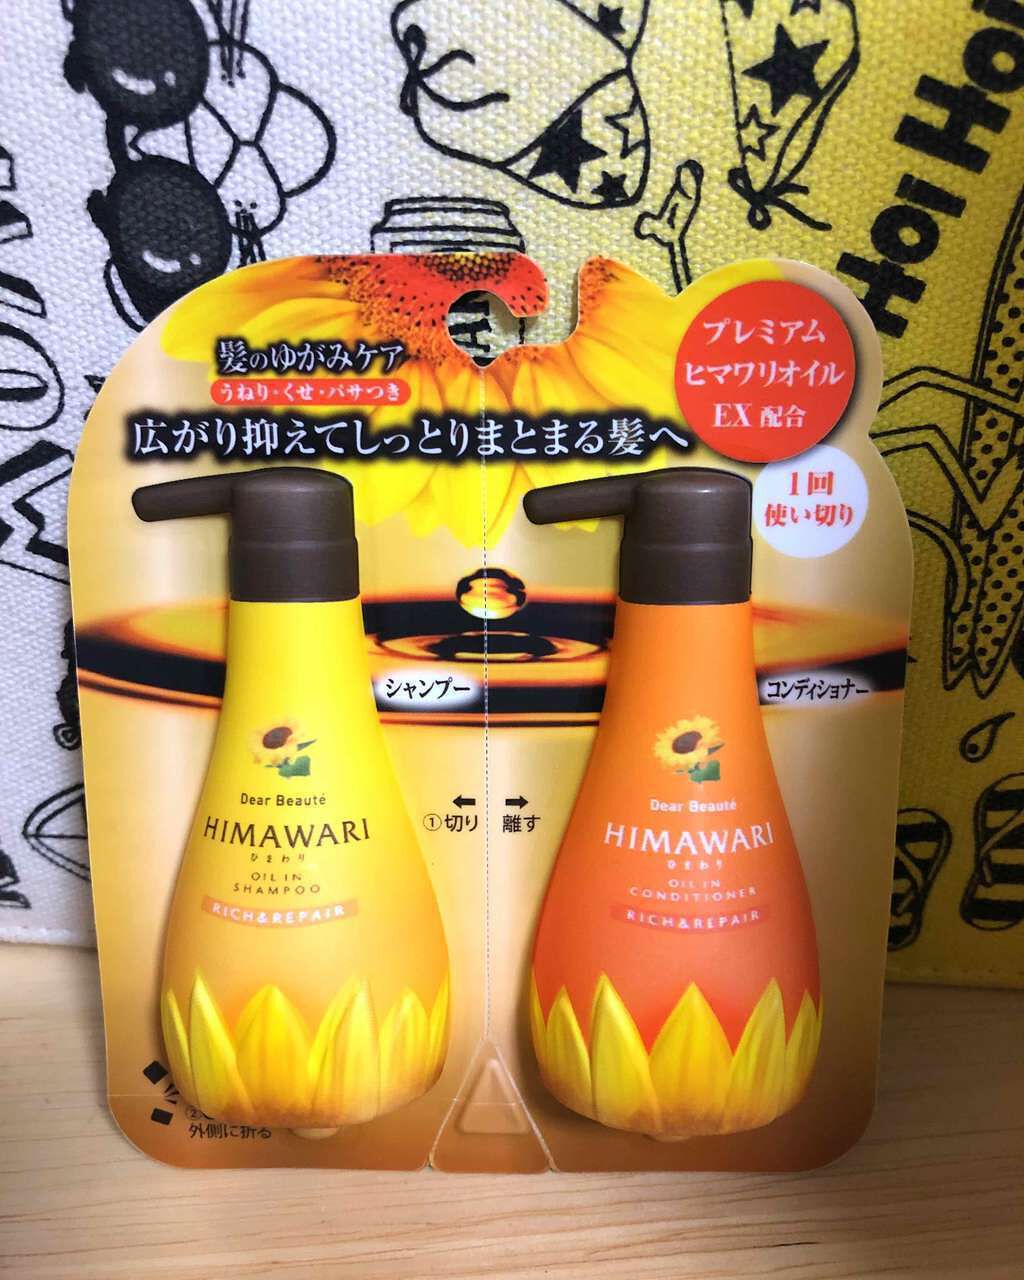 Hoi Hoi
髪のゆがみケア
うねり・くせ・パサつき
広がり抑えてしっとりまとまる髪へ
プレミアム
ヒマワリオイル
EX 配合
1回
使い切り
シャンプー
コンディショナー
Dear Beauté
HIMAWARI
ひまわり
OIL IN
SHAMPOO
RICH&REPAIR
①切り 離す
Dear Beauté
HIMAWARI
ひまわり
OIL IN
CONDITIONER
RICH&REPAIR
②
外側に折る